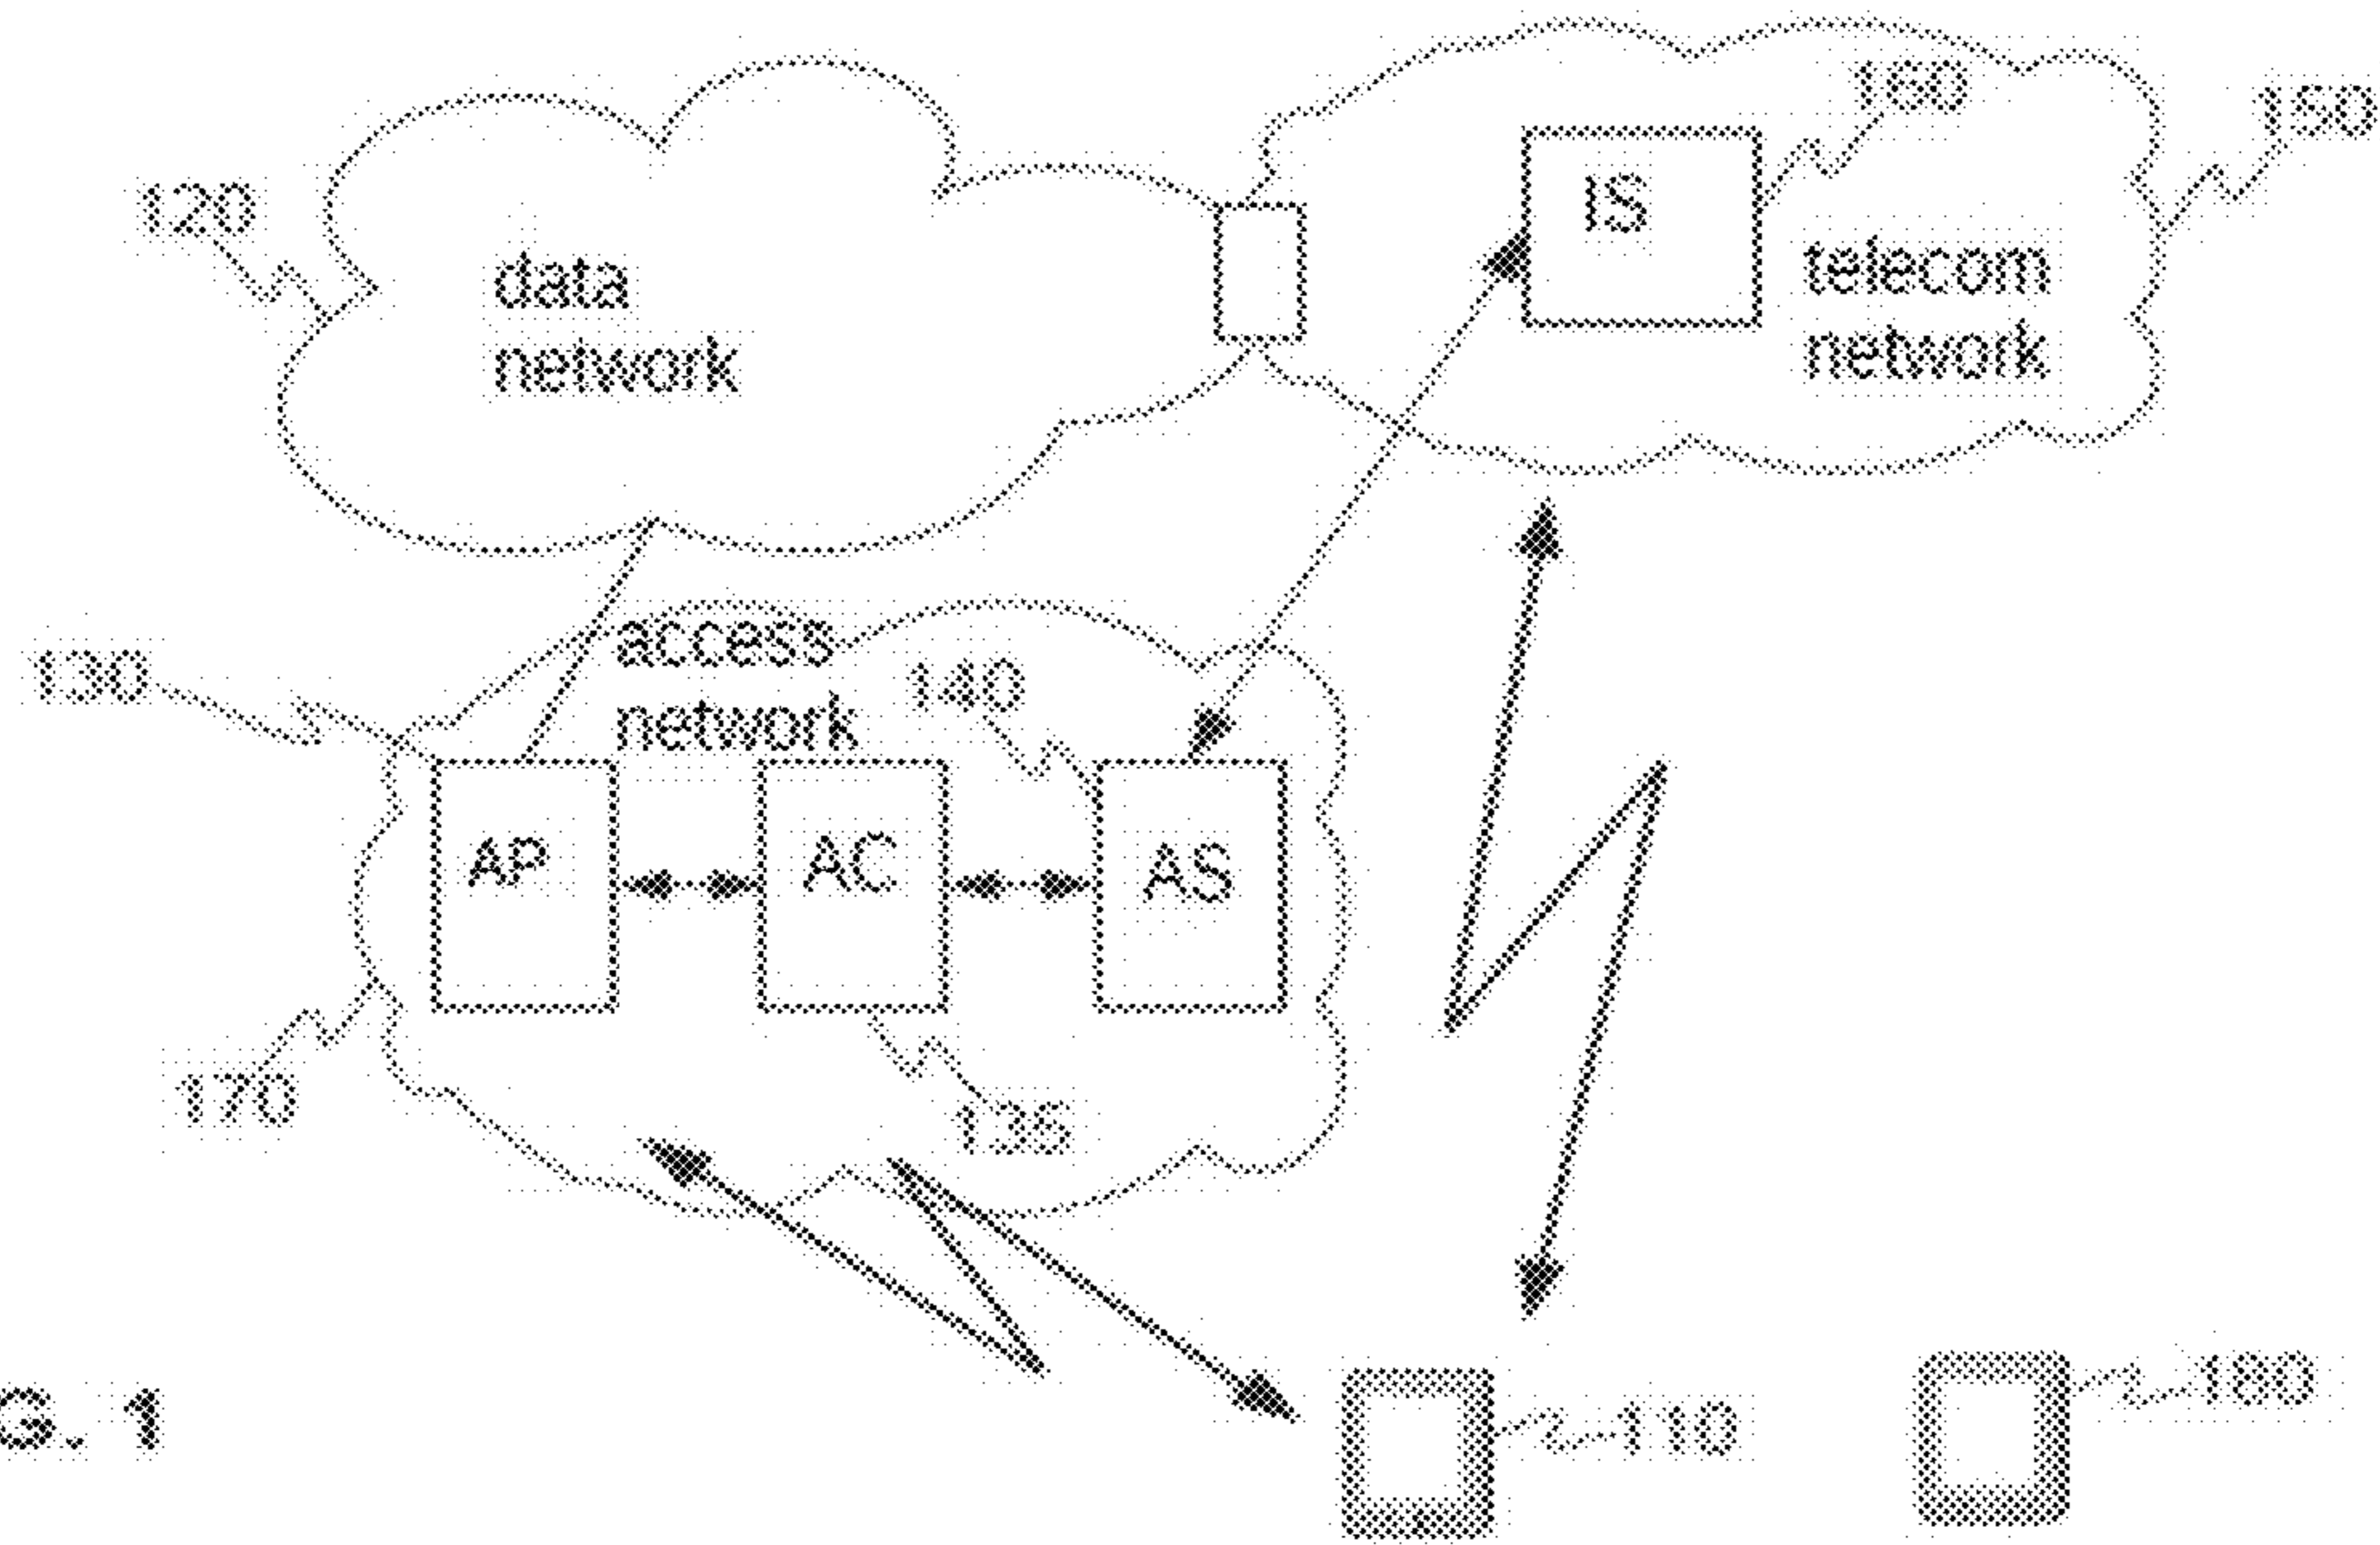 160
150
120
IS
data
network
telecom
network
access
network
130
140
AP
AC
AS
170
135
G. 1
110
180